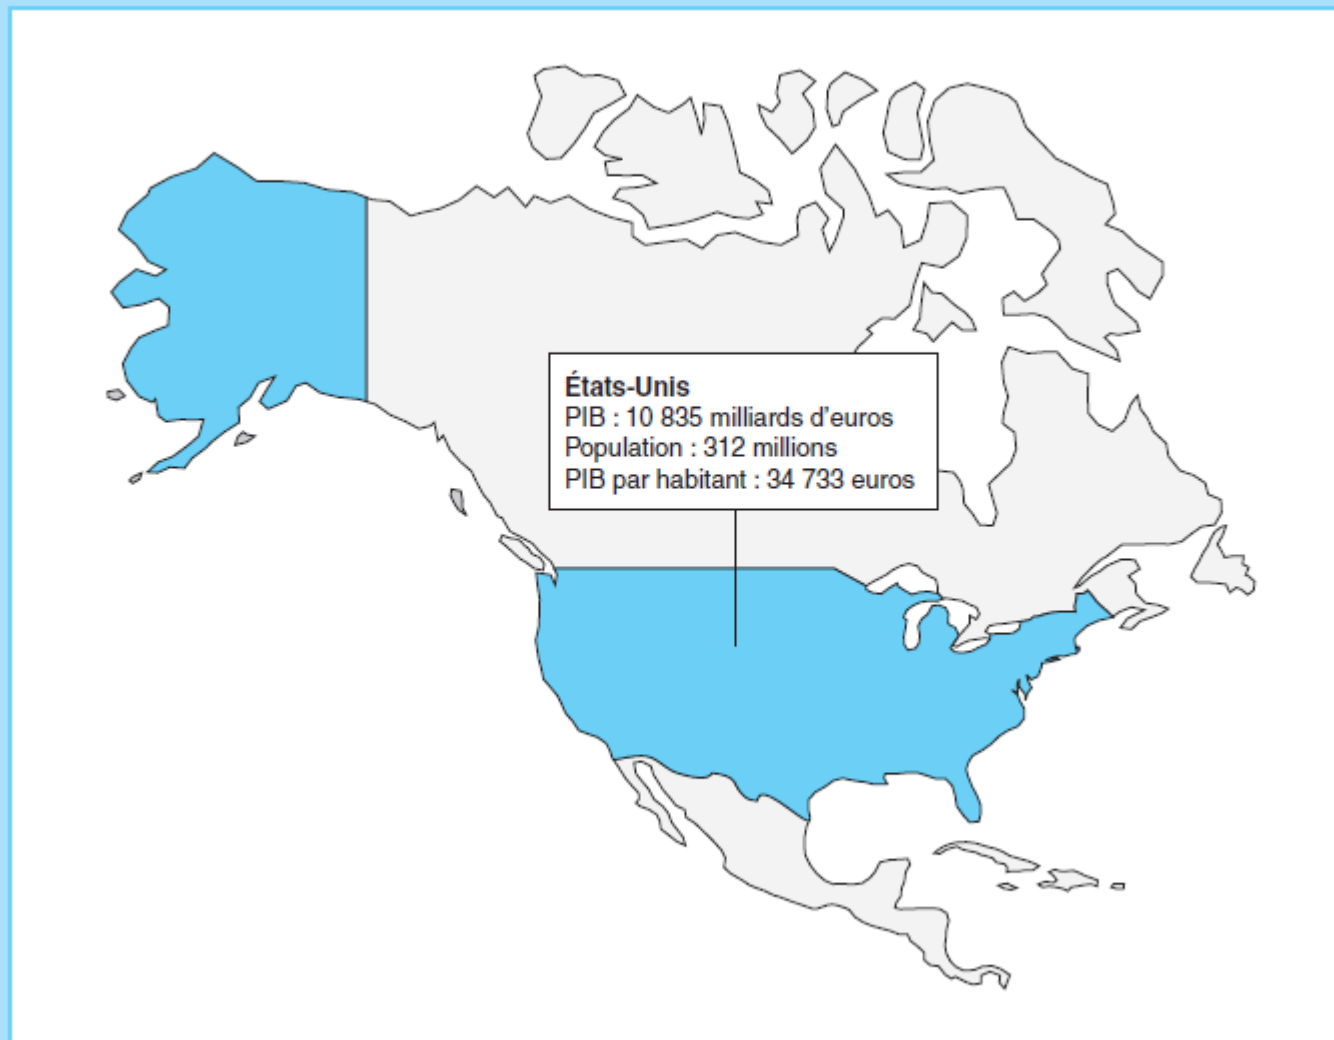 États-Unis
PIB : 10 835 milliards d'euros
Population : 312 millions
PIB par habitant : 34 733 euros